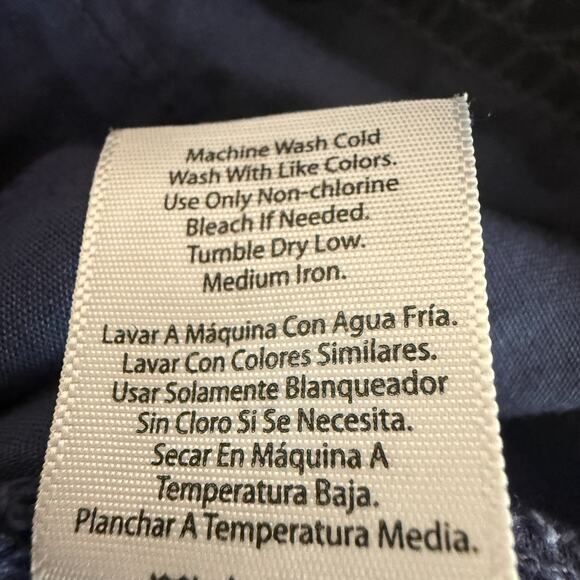 Machine Wash Cold
Wash With Like Colors.
Use Only Non-chlorine
Bleach If Needed.
Tumble Dry Low.
Medium Iron.
Lavar A Máquina Con Agua Fría.
Lavar Con Colores Similares.
Usar Solamente Blanqueador
Sin Cloro Si Se Necesita.
Secar En Máquina A
Temperatura Baja.
Planchar A Temperatura Media.